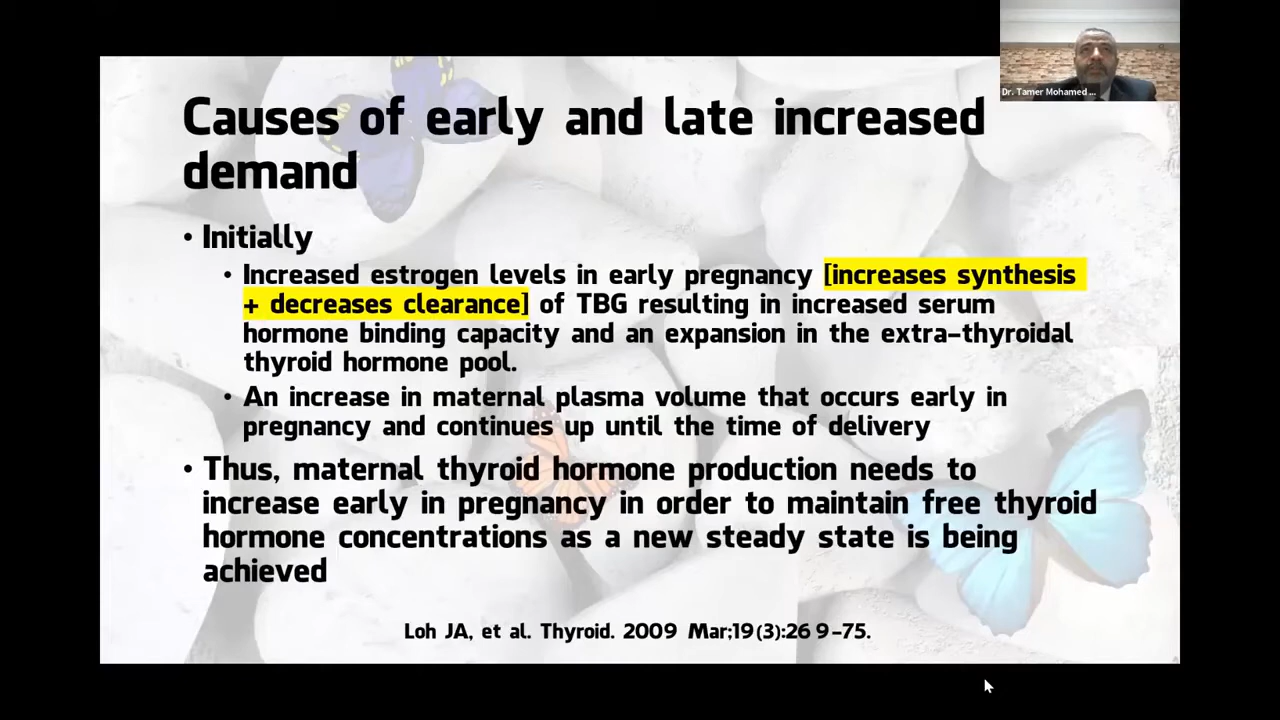 Dr. Tamer Mohamed ...
Causes of early and late increased
demand
• Initially
• Increased estrogen levels in early pregnancy [increases synthesis
+ decreases clearance] of TBG resulting in increased serum
hormone binding capacity and an expansion in the extra-thyroidal
thyroid hormone pool.
• An increase in maternal plasma volume that occurs early in
pregnancy and continues up until the time of delivery
• Thus, maternal thyroid hormone production needs to
increase early in pregnancy in order to maintain free thyroid
hormone concentrations as a new steady state is being
achieved
Loh JA, et al. Thyroid. 2009 Mar;19(3):26 9-75.